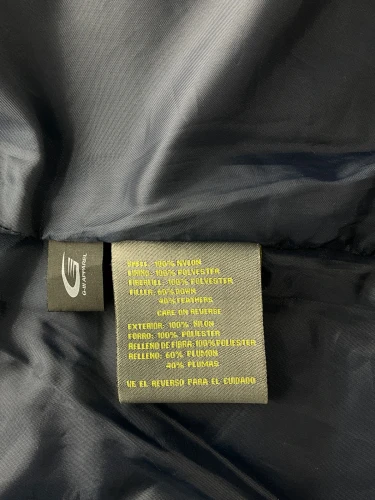 G-III APPAREL
SHELL: 100% NYLON
LINING: 100% POLYESTER
FIBERFILL: 100% POLYESTER
FILLER: 60% DOWN
40% FEATHERS
CARE ON REVERSE
EXTERIOR: 100% NILON
FORRO: 100% POLIESTER
RELLENO DE FIBRA: 100%POLIESTER
RELLENO: 60% PLUMON
40% PLUMAS
VE EL REVERSO PARA EL CUIDADO